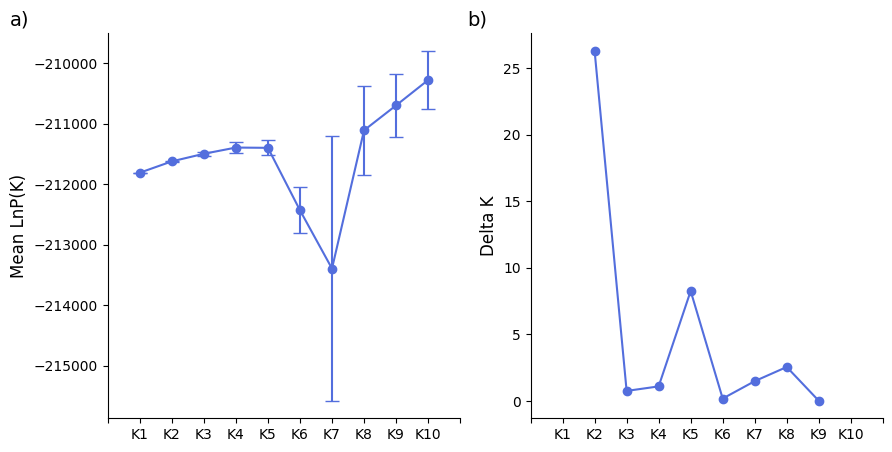 a)
b)
Mean LnP(K)
−210000
−211000
−212000
−213000
−214000
−215000
K1 K2 K3 K4 K5 K6 K7 K8 K9 K10
Delta K
25
20
15
10
5
0
K1 K2 K3 K4 K5 K6 K7 K8 K9 K10